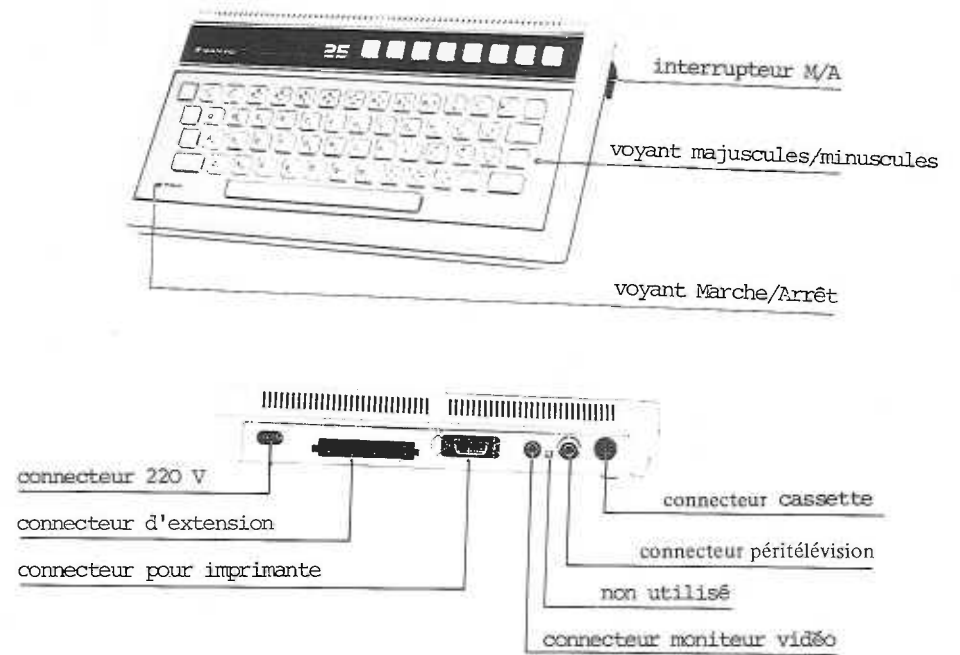 25
interrupteur M/A
voyant majuscules/minuscules
voyant Marche/Arrêt
connecteur 220 V
connecteur d'extension
connecteur pour imprimante
connecteur cassette
connecteur péritélévision
non utilisé
connecteur moniteur vidéo